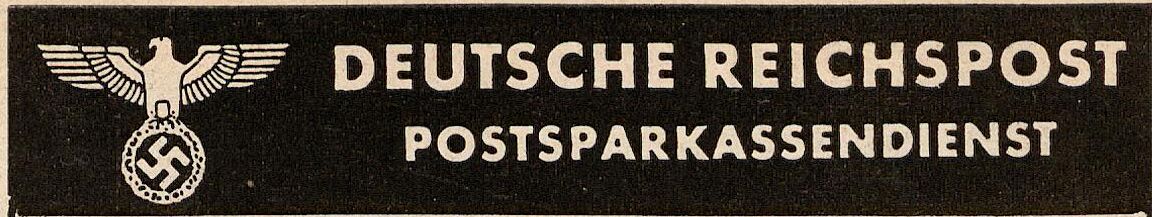 DEUTSCHE REICHSPOST
POSTSPARKASSENDIENST